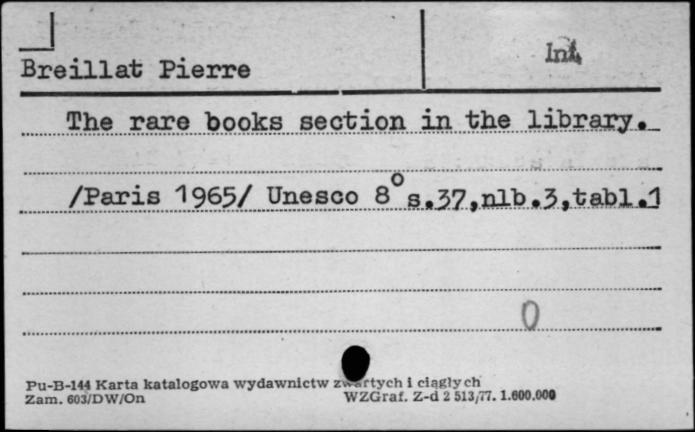 Inf.
Breillat Pierre
The rare books section in the library.
/Paris 1965/ Unesco 8° s.37,nlb.3,tabl.1
0
Pu-B-144 Karta katalogowa wydawnictw zwartych i ciągłych
Zam. 603/DW/On WZGraf. Z-d 2 513/77. 1.600.000